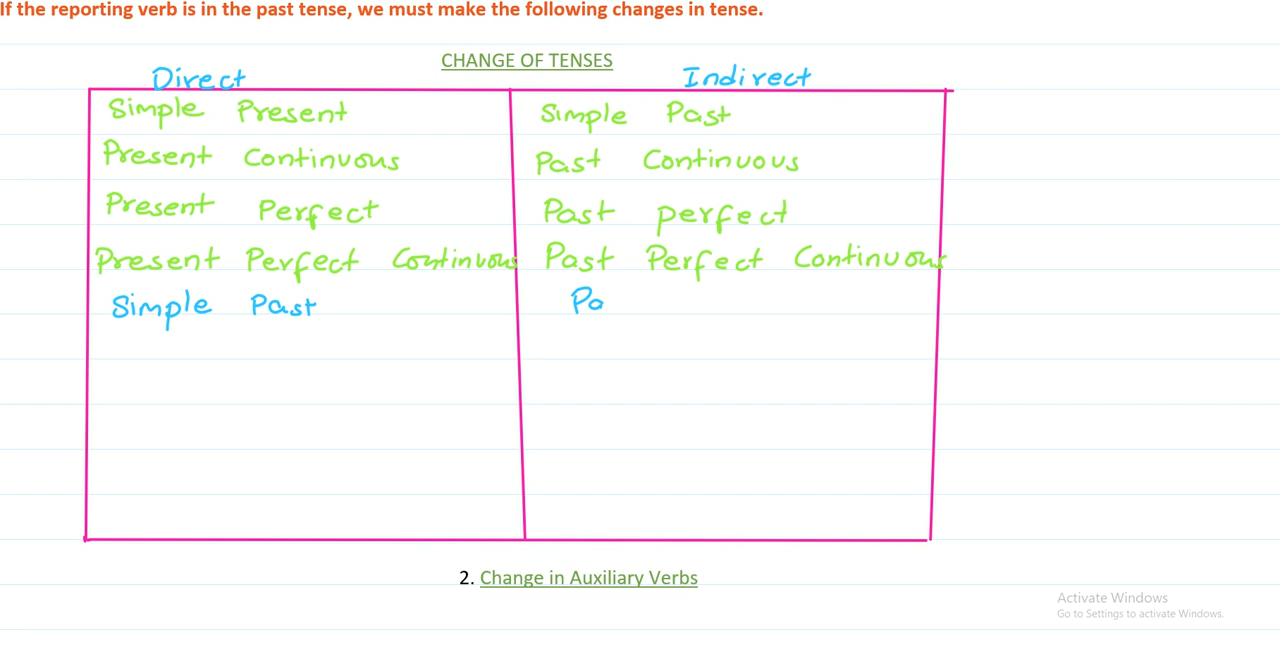 If the reporting verb is in the past tense, we must make the following changes in tense.
CHANGE OF TENSES
Direct Indirect
Simple Present Simple Past
Present Continuous Past Continuous
Present Perfect Past perfect
Present Perfect Continuous Past Perfect Continuous
Simple Past Pa
2. Change in Auxiliary Verbs
Activate Windows
Go to Settings to activate Windows.